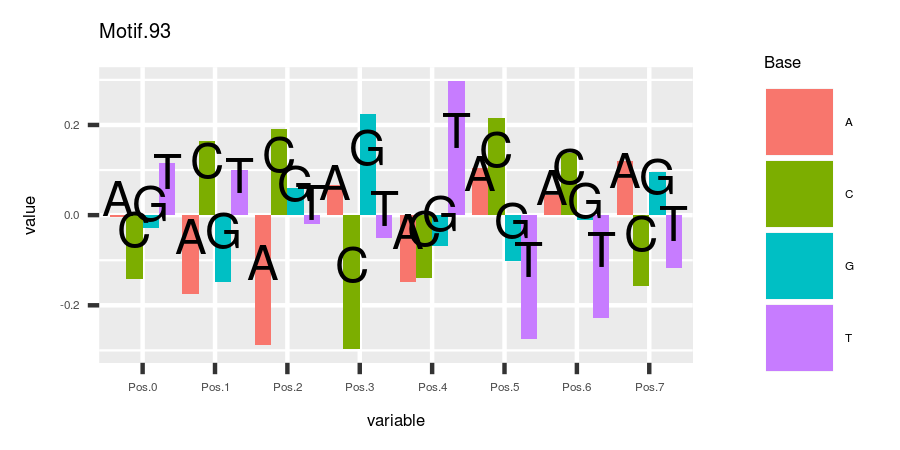 Motif.93
Base
A
C
G
T
value
0.2
0.0
-0.2
A C G T
A C G T
A C G T
A C G T
A C G T
A C G T
A C G T
A C G T
Pos.0 Pos.1 Pos.2 Pos.3 Pos.4 Pos.5 Pos.6 Pos.7
variable